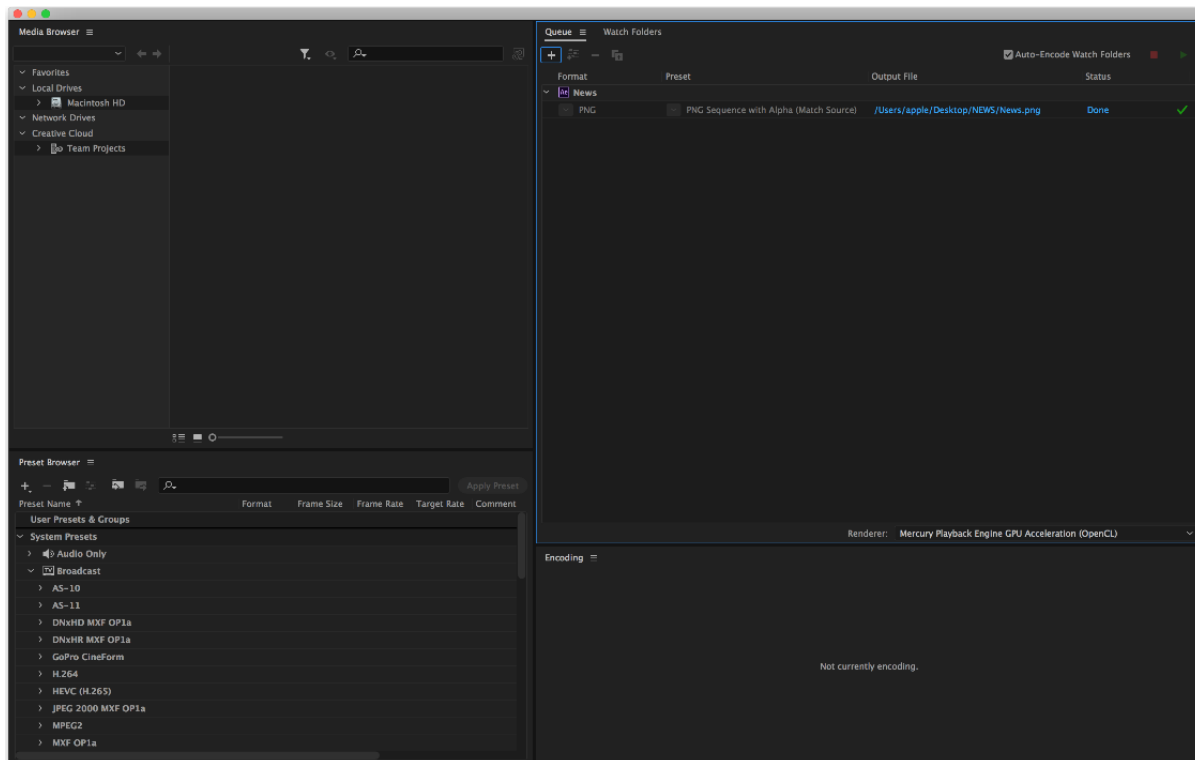 Media Browser
Favorites
Local Drives
Macintosh HD
Network Drives
Creative Cloud
Team Projects
Preset Browser
Apply Preset
Preset Name Format Frame Size Frame Rate Target Rate Comment
User Presets & Groups
System Presets
Audio Only
TV Broadcast
AS-10
AS-11
DNxHD MXF OP1a
DNxHR MXF OP1a
GoPro CineForm
H.264
HEVC (H.265)
JPEG 2000 MXF OP1a
MPEG2
MXF OP1a
Queue Watch Folders
Auto-Encode Watch Folders
Format Preset Output File Status
Ae News
PNG PNG Sequence with Alpha (Match Source) /Users/apple/Desktop/NEWS/News.png Done
Renderer: Mercury Playback Engine GPU Acceleration (OpenCL)
Encoding
Not currently encoding.